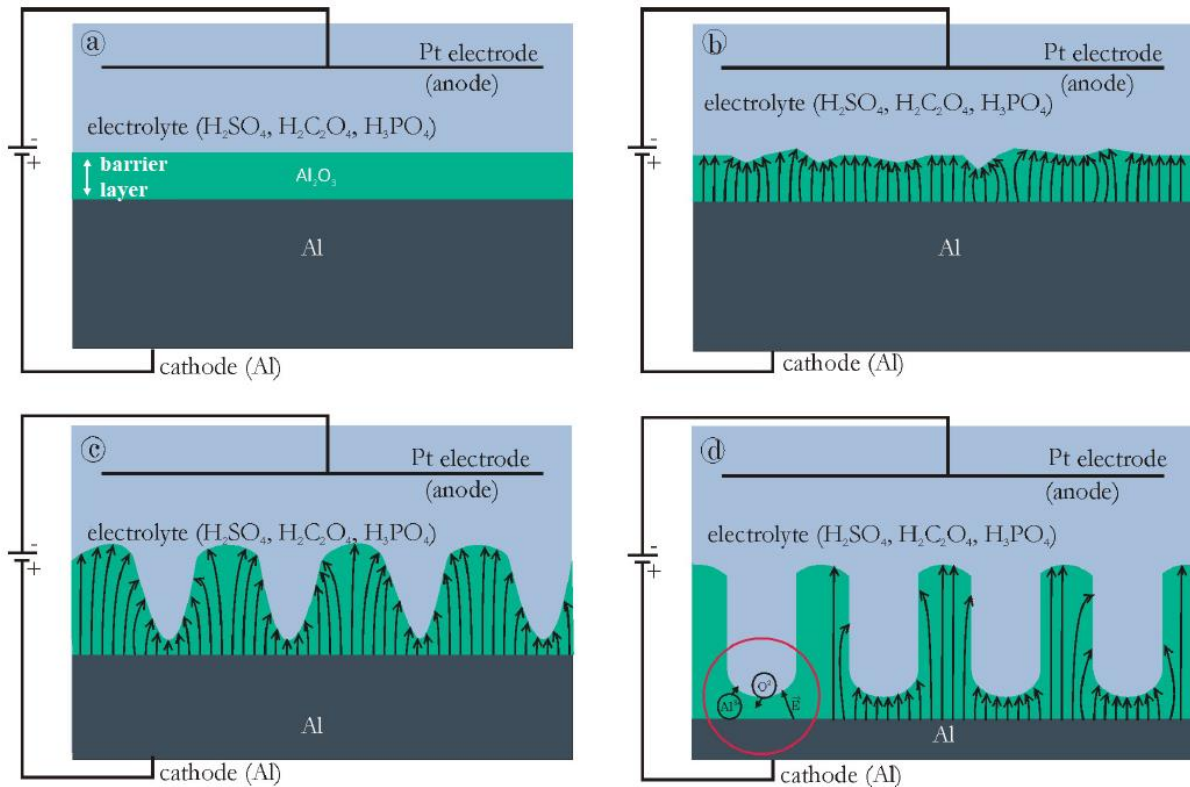 ⓐ
Pt electrode
(anode)
electrolyte (H₂SO₄, H₂C₂O₄, H₃PO₄)
-
+
barrier
layer
Al₂O₃
Al
cathode (Al)
ⓑ
Pt electrode
(anode)
electrolyte (H₂SO₄, H₂C₂O₄, H₃PO₄)
-
+
Al
cathode (Al)
ⓒ
Pt electrode
(anode)
electrolyte (H₂SO₄, H₂C₂O₄, H₃PO₄)
-
+
Al
cathode (Al)
ⓓ
Pt electrode
(anode)
electrolyte (H₂SO₄, H₂C₂O₄, H₃PO₄)
-
+
E⃗
Al
cathode (Al)